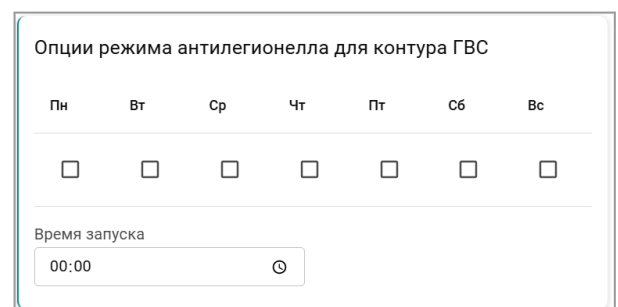 Опции режима антилегионелла для контура ГВС
Пн Вт Ср Чт Пт Сб Вс
Время запуска
00:00